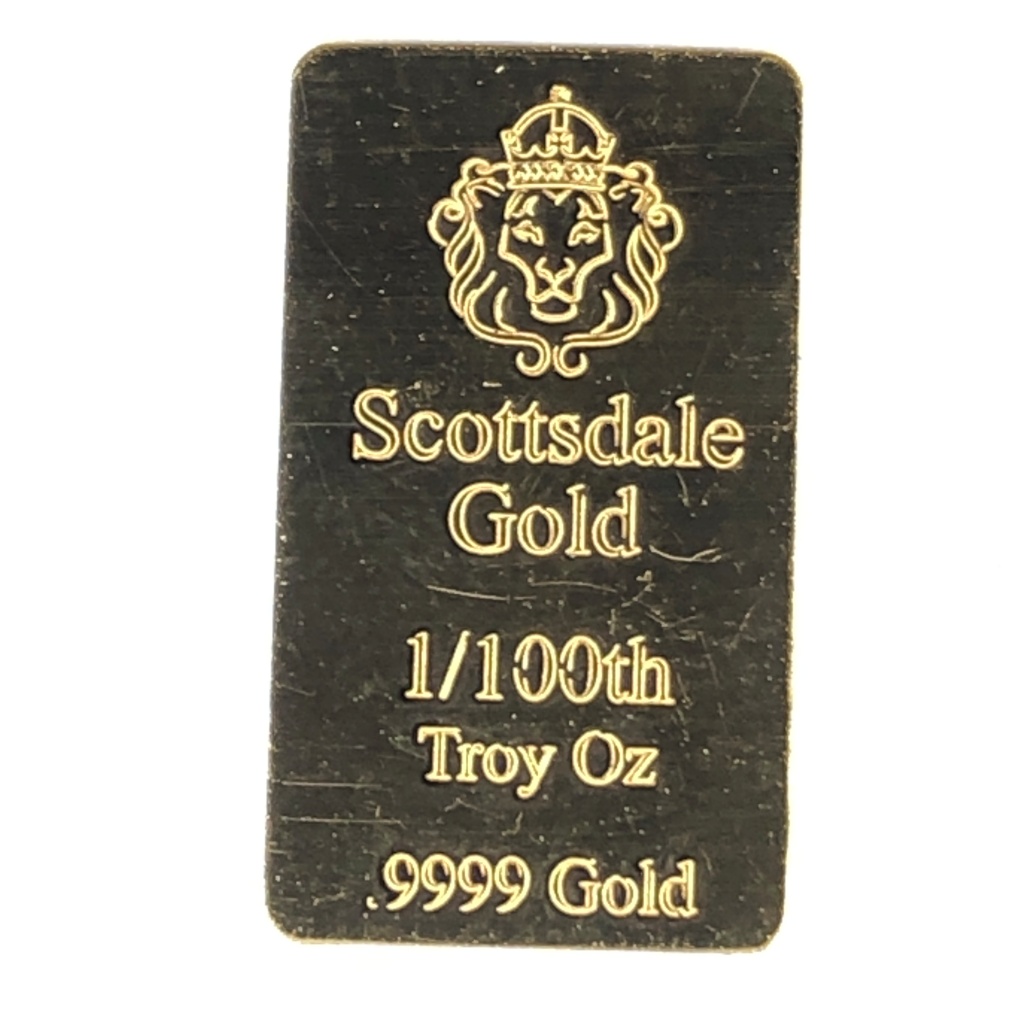 Scottsdale
Gold
1/100th
Troy Oz
.9999 Gold